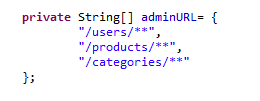 private String[] adminURL= {
"/users/**",
"/products/**",
"/categories/**"
};